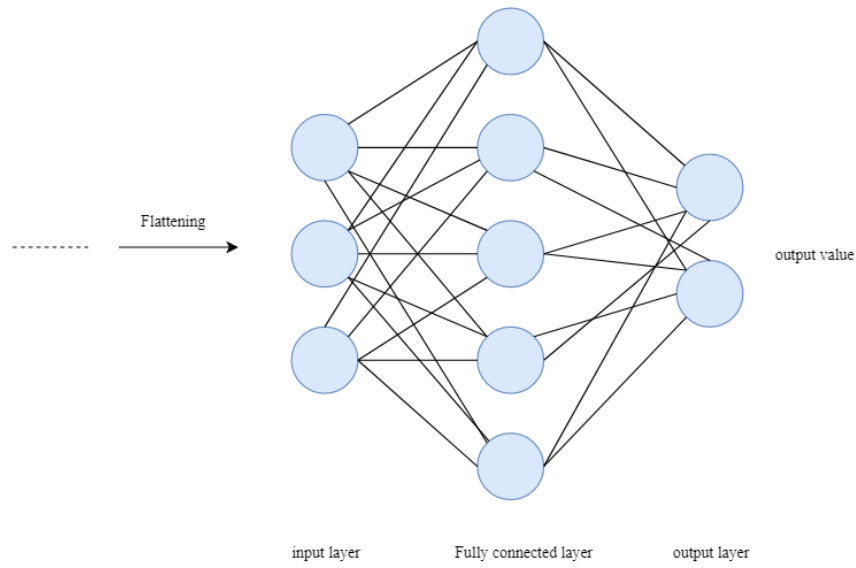 Flattening
output value
input layer
Fully connected layer
output layer